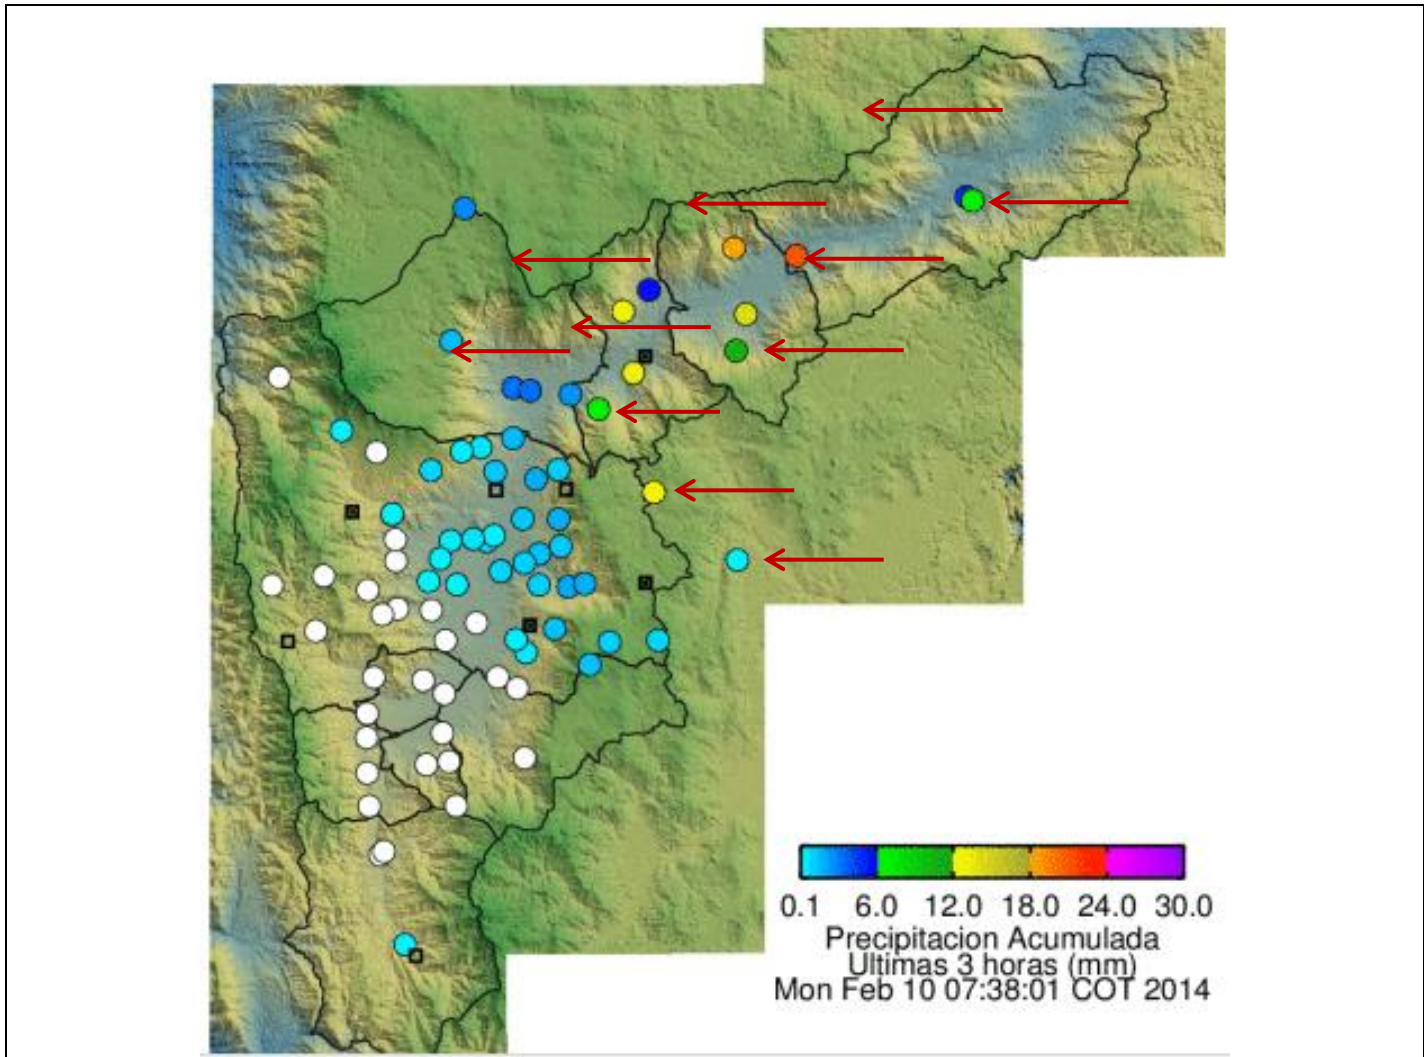 0.1 6.0 12.0 18.0 24.0 30.0
Precipitacion Acumulada
Ultimas 3 horas (mm)
Mon Feb 10 07:38:01 COT 2014